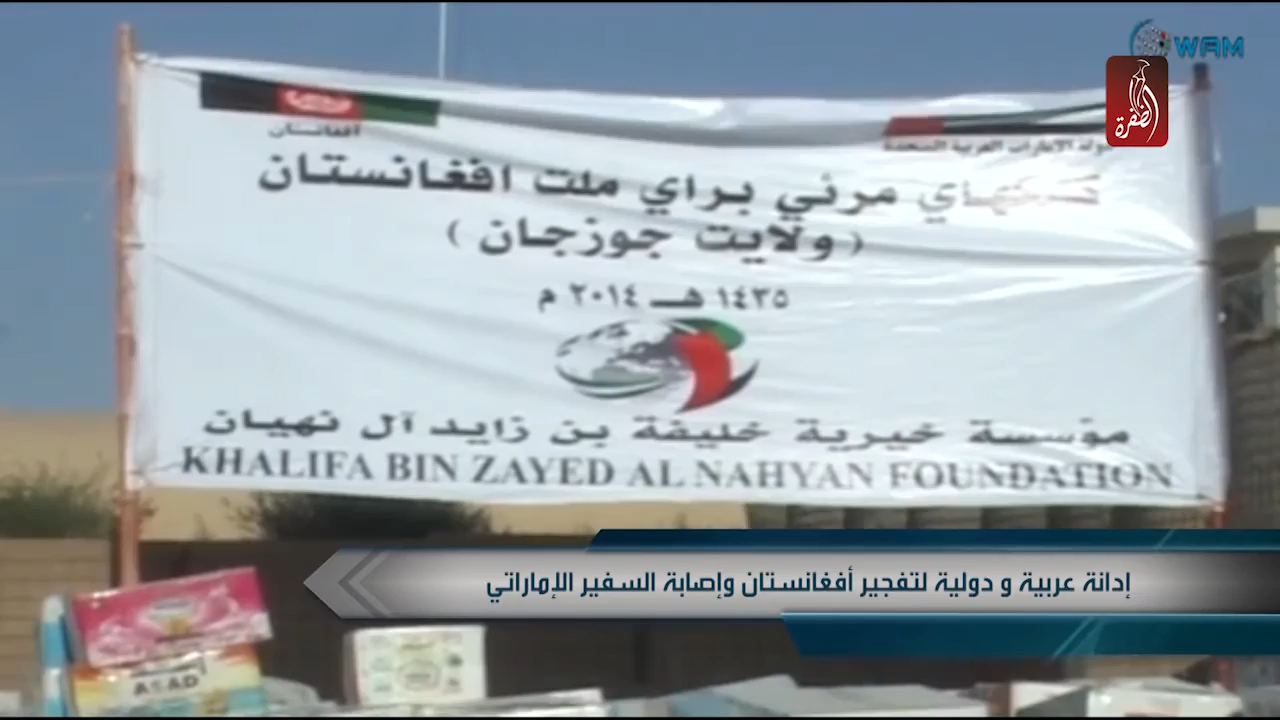 WAM
الظفرة
افغانستان
دولة الامارات العربية المتحدة
كمكهاي مرئي براي ملت افغانستان
( ولايت جوزجان )
١٤٣٥ هـ ٢٠١٤ م
مؤسسة خيرية خليفة بن زايد آل نهيان
KHALIFA BIN ZAYED AL NAHYAN FOUNDATION
إدانة عربية و دولية لتفجير أفغانستان وإصابة السفير الإماراتي
ASAD